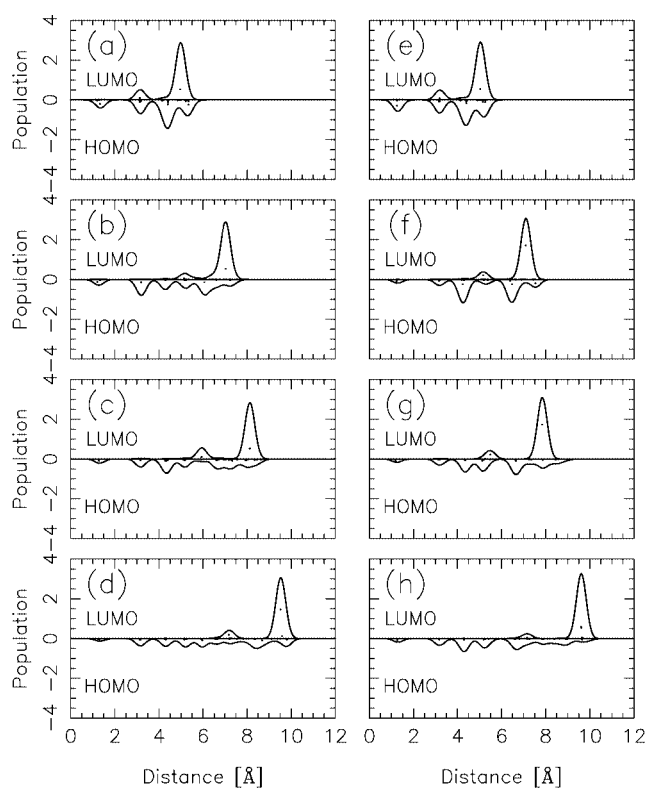 (a) LUMO HOMO
(e) LUMO HOMO
Population
4 2 0 −2 −4
(b) LUMO HOMO
(f) LUMO HOMO
Population
4 2 0 −2 −4
(c) LUMO HOMO
(g) LUMO HOMO
Population
4 2 0 −2 −4
(d) LUMO HOMO
(h) LUMO HOMO
Population
4 2 0 −2 −4
0 2 4 6 8 10 12 0 2 4 6 8 10 12
Distance [Å] Distance [Å]